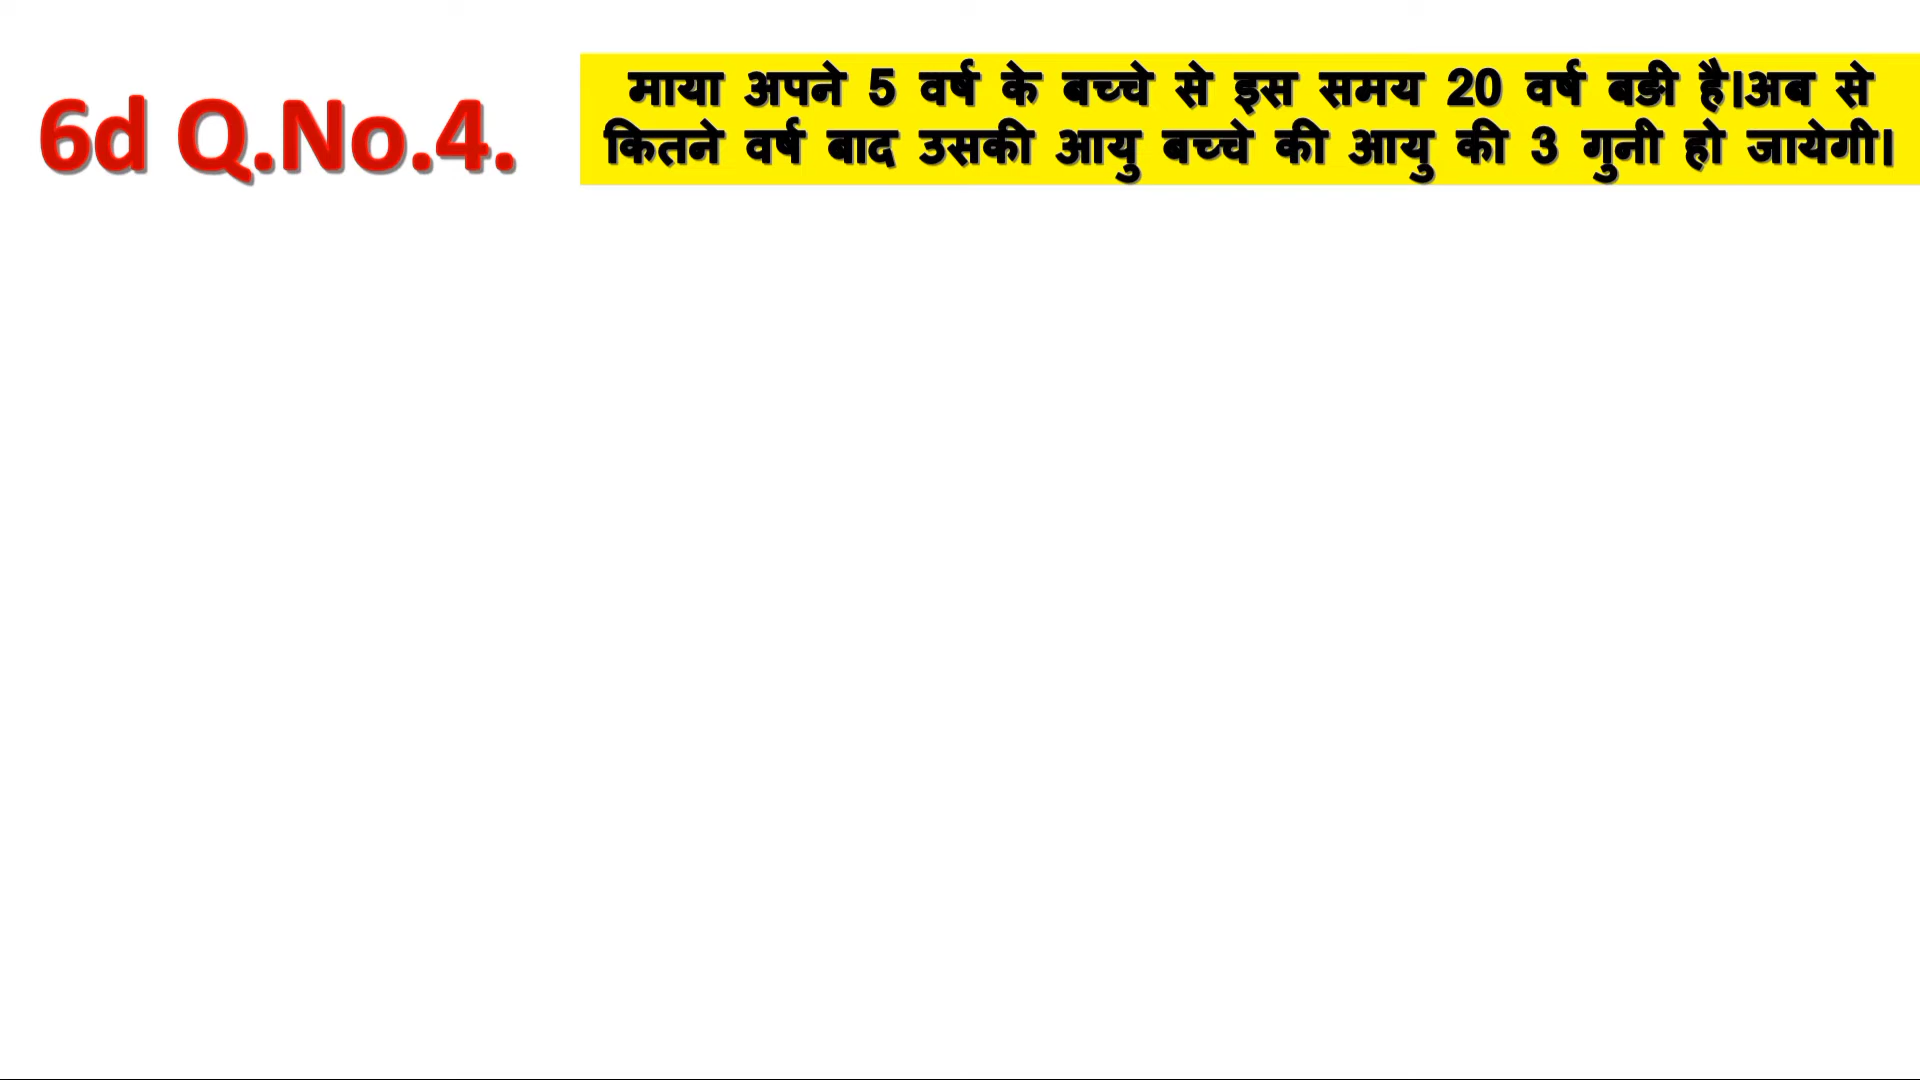 6d Q.No.4.
माया अपने 5 वर्ष के बच्चे से इस समय 20 वर्ष बङी है।अब से
कितने वर्ष बाद उसकी आयु बच्चे की आयु की 3 गुनी हो जायेगी।